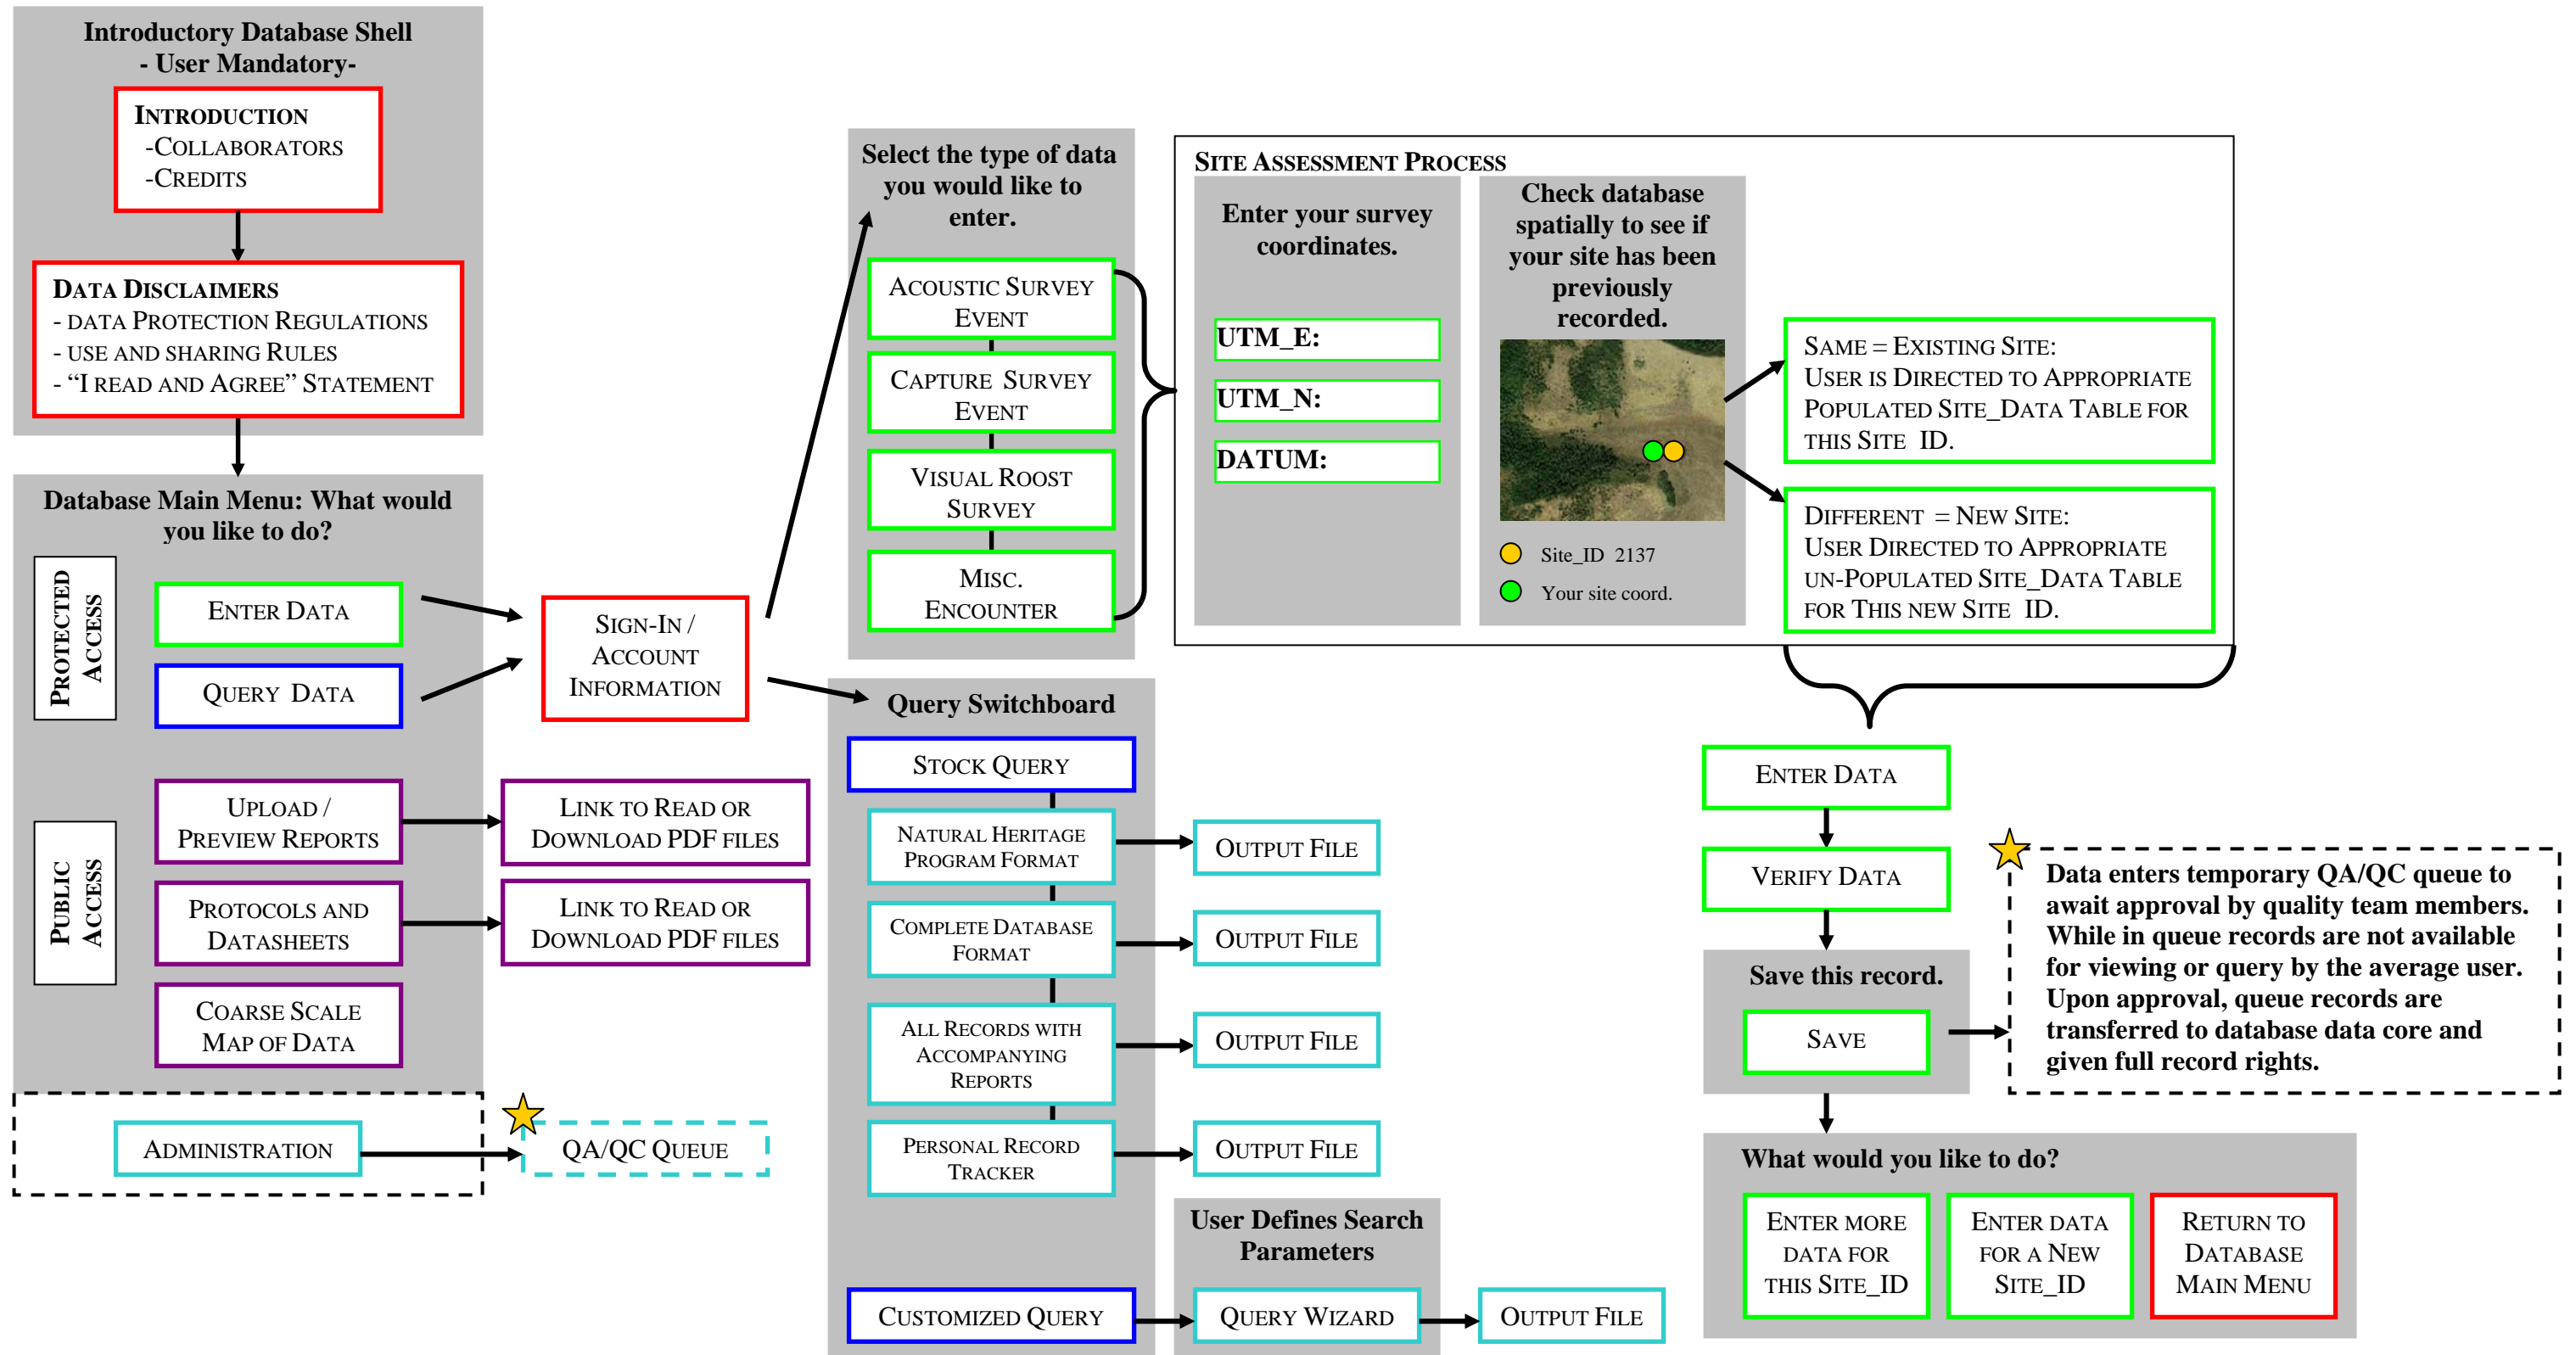 Introductory Database Shell
- User Mandatory-
INTRODUCTION
-COLLABORATORS
-CREDITS
DATA DISCLAIMERS
- DATA PROTECTION REGULATIONS
- USE AND SHARING RULES
- “I READ AND AGREE” STATEMENT
Database Main Menu: What would
you like to do?
PROTECTED
ACCESS
ENTER DATA
QUERY DATA
SIGN-IN /
ACCOUNT
INFORMATION
PUBLIC
ACCESS
UPLOAD /
PREVIEW REPORTS
LINK TO READ OR
DOWNLOAD PDF FILES
PROTOCOLS AND
DATASHEETS
LINK TO READ OR
DOWNLOAD PDF FILES
COARSE SCALE
MAP OF DATA
ADMINISTRATION
QA/QC QUEUE
Select the type of data
you would like to
enter.
ACOUSTIC SURVEY
EVENT
CAPTURE SURVEY
EVENT
VISUAL ROOST
SURVEY
MISC.
ENCOUNTER
SITE ASSESSMENT PROCESS
Enter your survey
coordinates.
UTM_E:
UTM_N:
DATUM:
Check database
spatially to see if
your site has been
previously
recorded.
Site_ID 2137
Your site coord.
SAME = EXISTING SITE:
USER IS DIRECTED TO APPROPRIATE
POPULATED SITE_DATA TABLE FOR
THIS SITE ID.
DIFFERENT = NEW SITE:
USER DIRECTED TO APPROPRIATE
UN-POPULATED SITE_DATA TABLE
FOR THIS NEW SITE ID.
Query Switchboard
STOCK QUERY
NATURAL HERITAGE
PROGRAM FORMAT
OUTPUT FILE
COMPLETE DATABASE
FORMAT
OUTPUT FILE
ALL RECORDS WITH
ACCOMPANYING
REPORTS
OUTPUT FILE
PERSONAL RECORD
TRACKER
OUTPUT FILE
CUSTOMIZED QUERY
User Defines Search
Parameters
QUERY WIZARD
OUTPUT FILE
ENTER DATA
VERIFY DATA
Save this record.
SAVE
Data enters temporary QA/QC queue to
await approval by quality team members.
While in queue records are not available
for viewing or query by the average user.
Upon approval, queue records are
transferred to database data core and
given full record rights.
What would you like to do?
ENTER MORE
DATA FOR
THIS SITE_ID
ENTER DATA
FOR A NEW
SITE_ID
RETURN TO
DATABASE
MAIN MENU